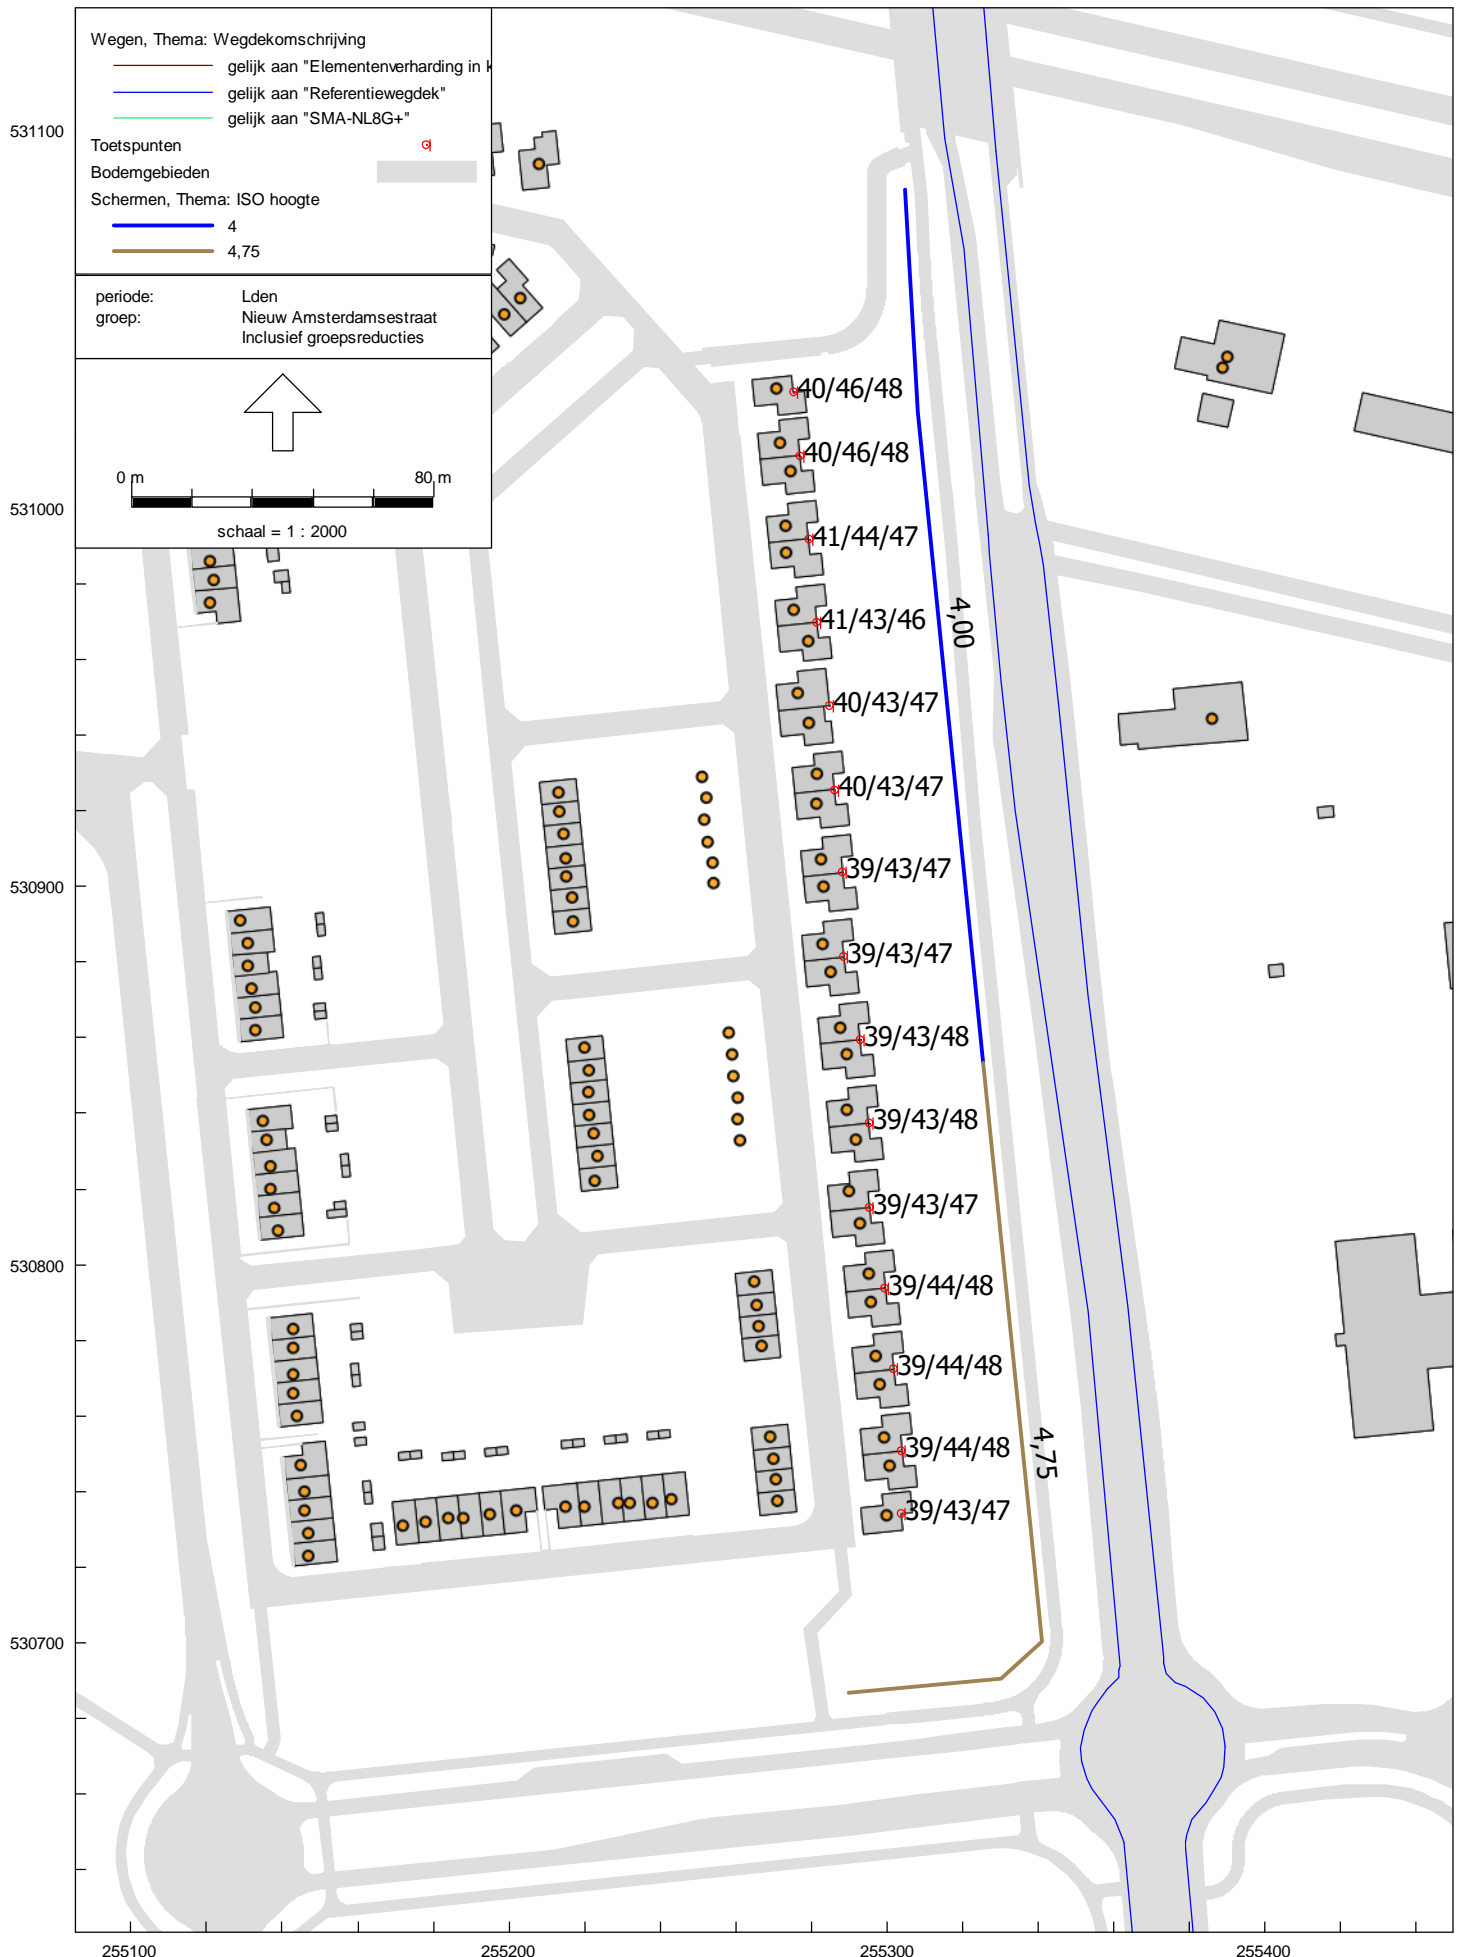 Wegen, Thema: Wegdekomschrijving
gelijk aan "Elementenverharding in k
gelijk aan "Referentiewegdek"
gelijk aan "SMA-NL8G+"
Toetspunten
Bodemgebieden
Schermen, Thema: ISO hoogte
4
4,75
periode: Lden
groep: Nieuw Amsterdamsestraat
Inclusief groepsreducties
0 m 80 m
schaal = 1 : 2000
531100
531000
530900
530800
530700
40/46/48
40/46/48
41/44/47
41/43/46
4,00
40/43/47
40/43/47
39/43/47
39/43/47
39/43/48
39/43/48
39/43/47
39/44/48
39/44/48
39/44/48
4,75
39/43/47
255100 255200 255300 255400